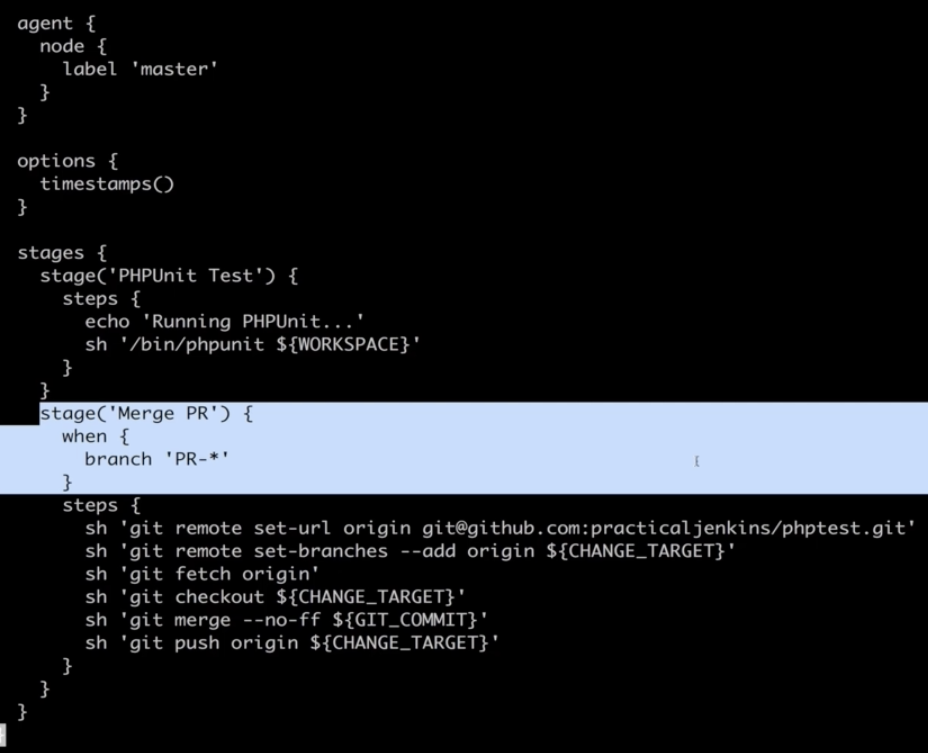 agent {
node {
label 'master'
}
}
options {
timestamps()
}
stages {
stage('PHPUnit Test') {
steps {
echo 'Running PHPUnit...'
sh '/bin/phpunit ${WORKSPACE}'
}
}
stage('Merge PR') {
when {
branch 'PR-*'
}
steps {
sh 'git remote set-url origin git@github.com:practicaljenkins/phptest.git'
sh 'git remote set-branches --add origin ${CHANGE_TARGET}'
sh 'git fetch origin'
sh 'git checkout ${CHANGE_TARGET}'
sh 'git merge --no-ff ${GIT_COMMIT}'
sh 'git push origin ${CHANGE_TARGET}'
}
}
}